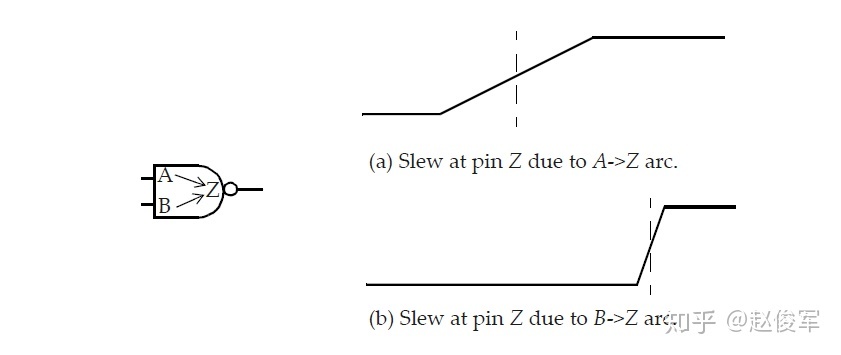 (a) Slew at pin Z due to A->Z arc.
A
Z
B
(b) Slew at pin Z due to B->Z arc.
知乎 @赵俊军